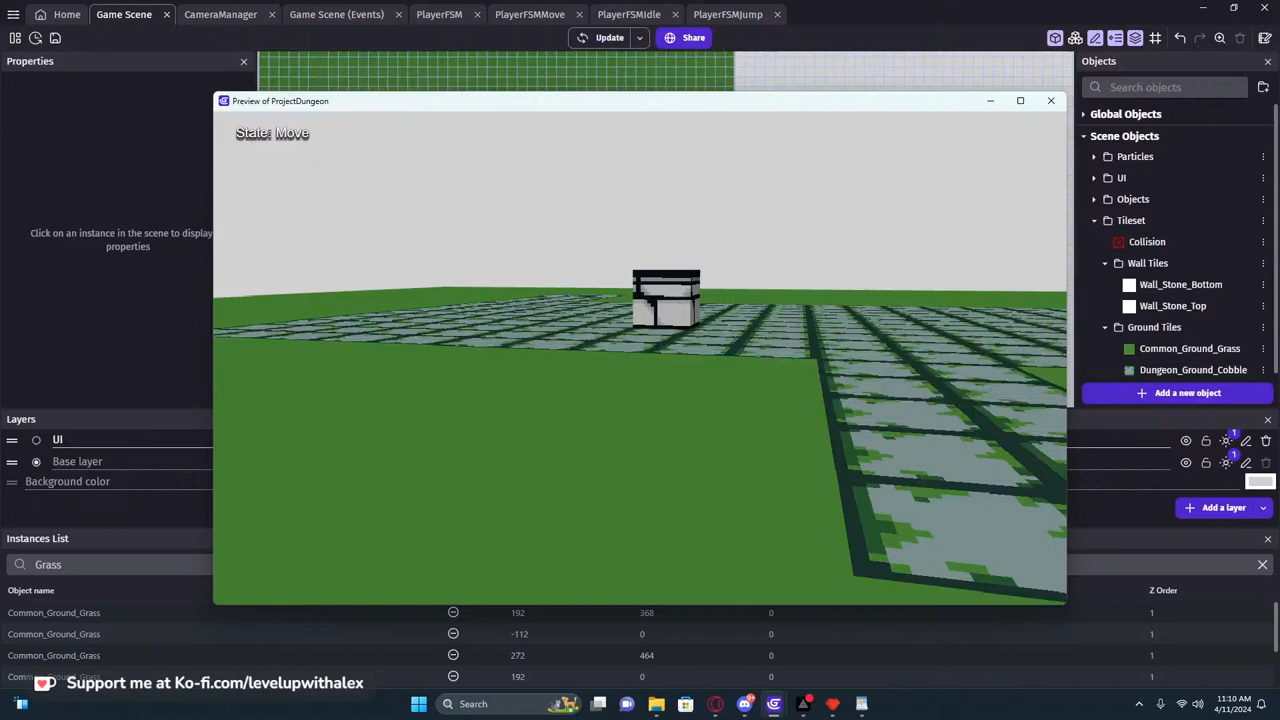 Home
Game Scene
CameraManager
Game Scene (Events)
PlayerFSM
PlayerFSMMove
PlayerFSMIdle
PlayerFSMJump
Update
Share
Properties
Objects
Preview of ProjectDungeon
Search objects
State: Move
Global Objects
Scene Objects
Particles
UI
Objects
Tileset
Click on an instance in the scene to display
properties
Collision
Wall Tiles
Wall_Stone_Bottom
Wall_Stone_Top
Ground Tiles
Common_Ground_Grass
Dungeon_Ground_Cobble
Add a new object
Layers
UI
1
Base layer
1
Background color
Add a layer
Instances List
Grass
Object name
Z Order
Common_Ground_Grass 192 368 0 1
Common_Ground_Grass -112 0 0 1
Common_Ground_Grass 272 464 0 1
Common_Ground_Grass 192 0 0 1
Support me at Ko-fi.com/levelupwithalex
Search
11:10 AM
4/11/2024